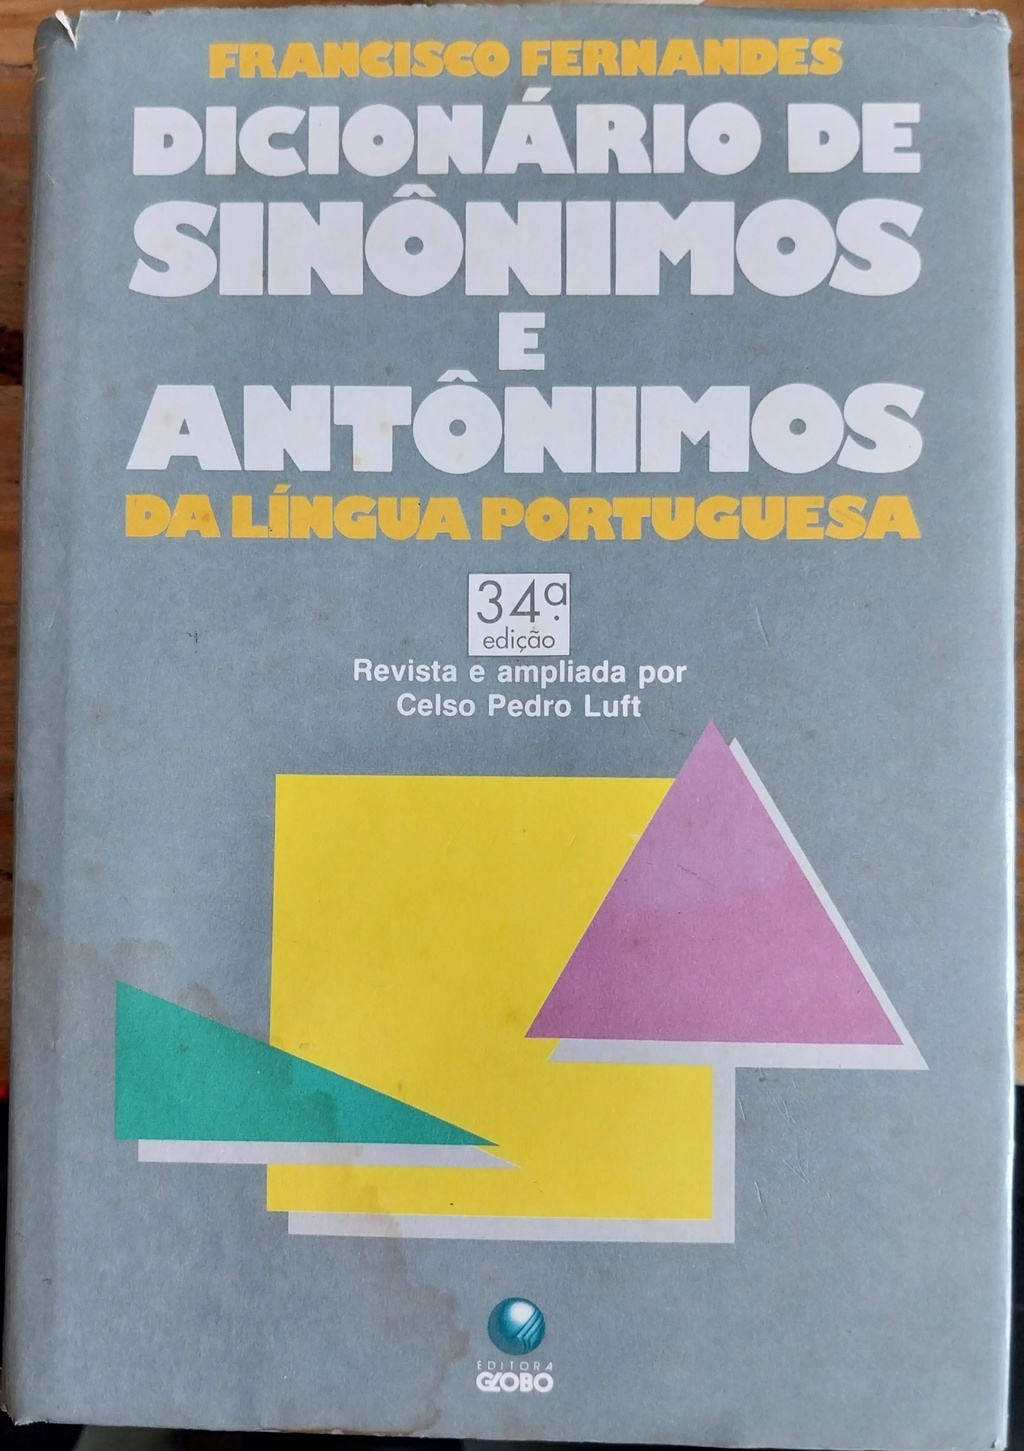 FRANCISCO FERNANDES
DICIONÁRIO DE
SINÔNIMOS
E
ANTÔNIMOS
DA LÍNGUA PORTUGUESA
34ª.
edição
Revista e ampliada por
Celso Pedro Luft
EDITORA
GLOBO